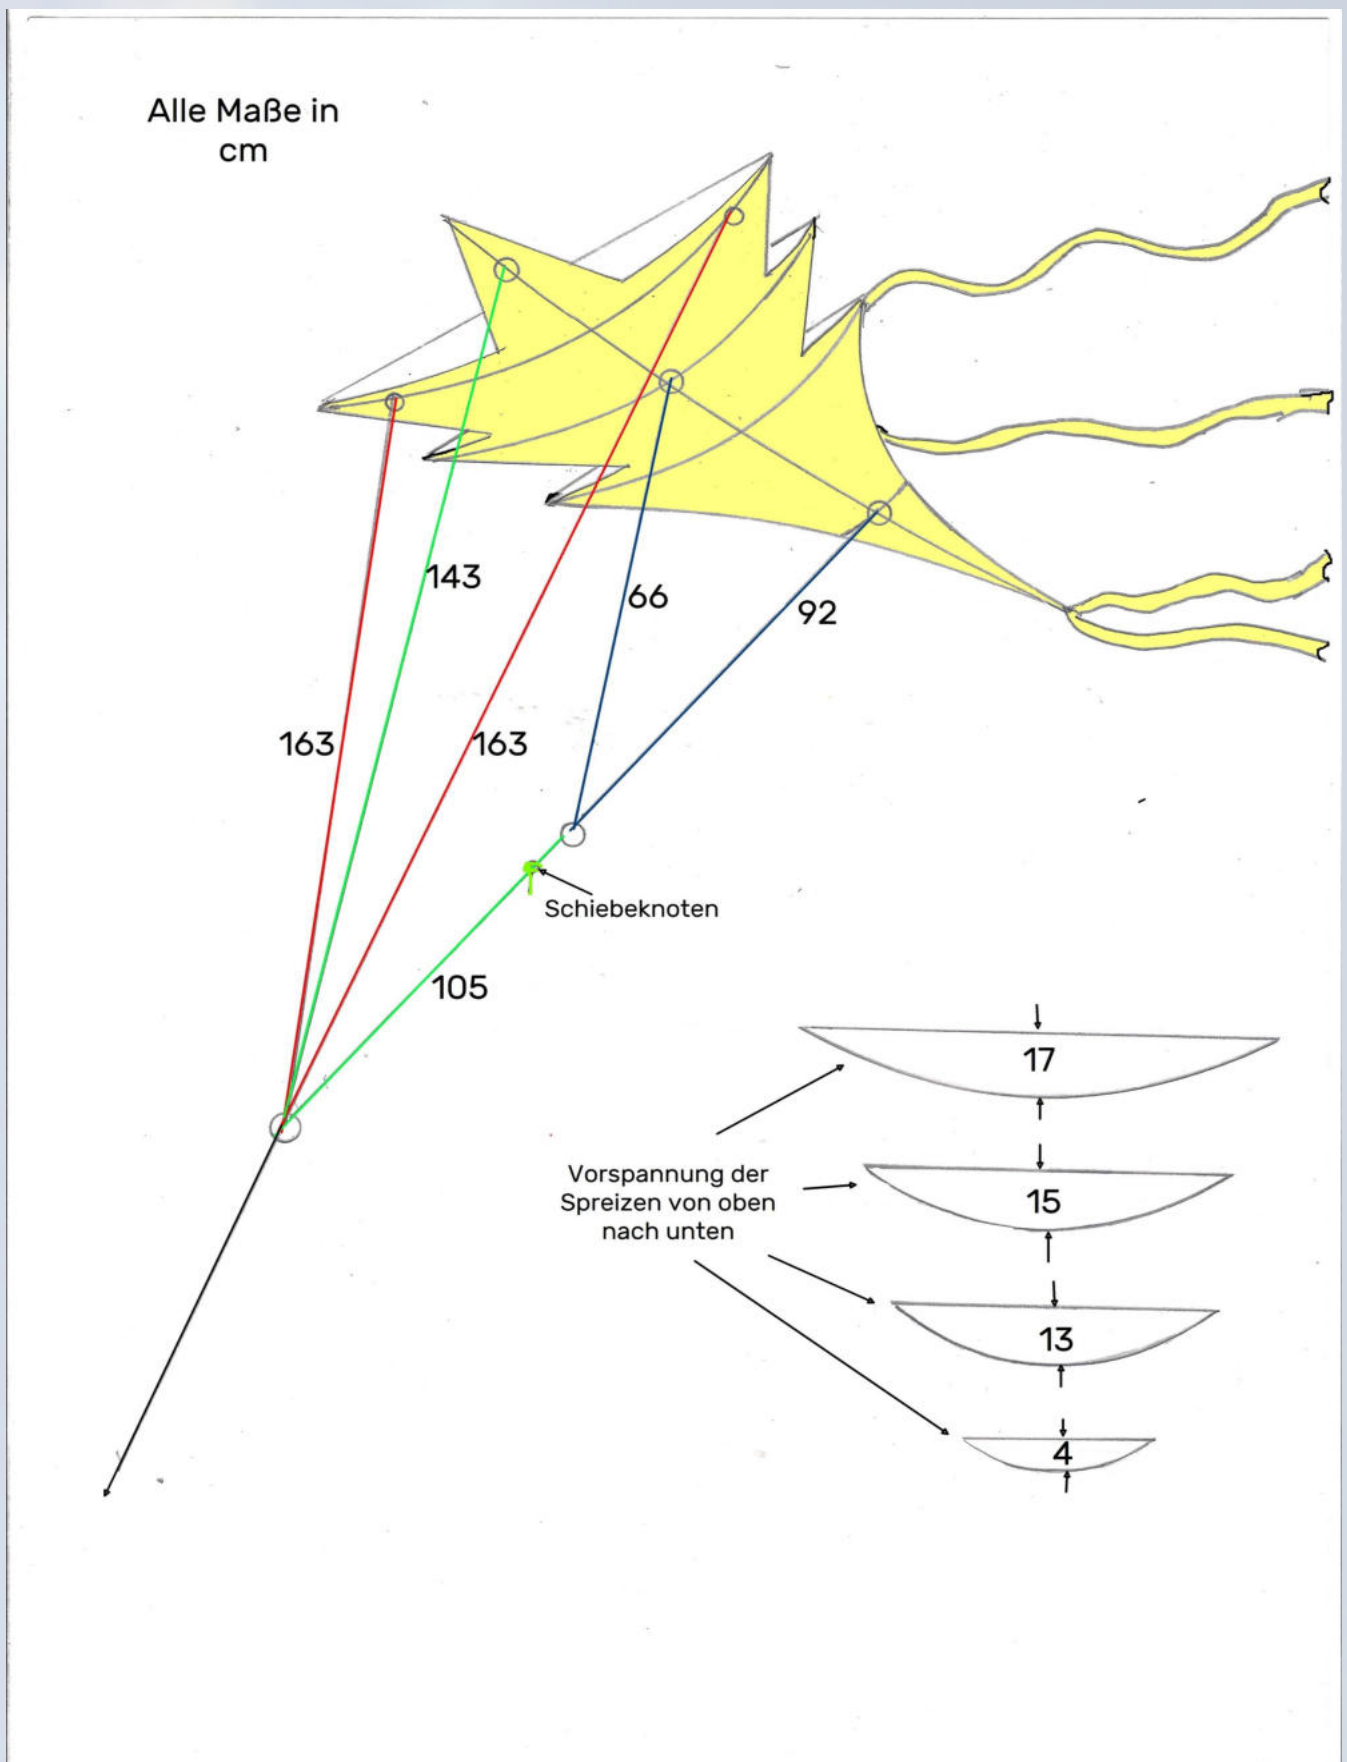 Alle Maße in
cm
143
66
92
163
163
Schiebeknoten
105
17
Vorspannung der
Spreizen von oben
nach unten
15
13
4